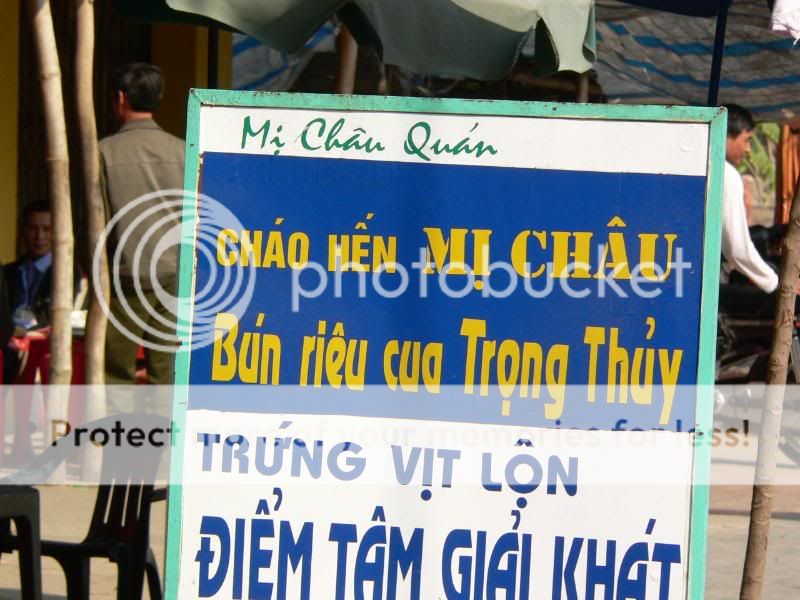 Mị Châu Quán
CHÁO HẾN MỊ CHÂU
photobucket
Bún riêu cua Trọng Thủy
Protect more of your memories for less!
TRỨNG VỊT LỘN
ĐIỂM TÂM GIẢI KHÁT